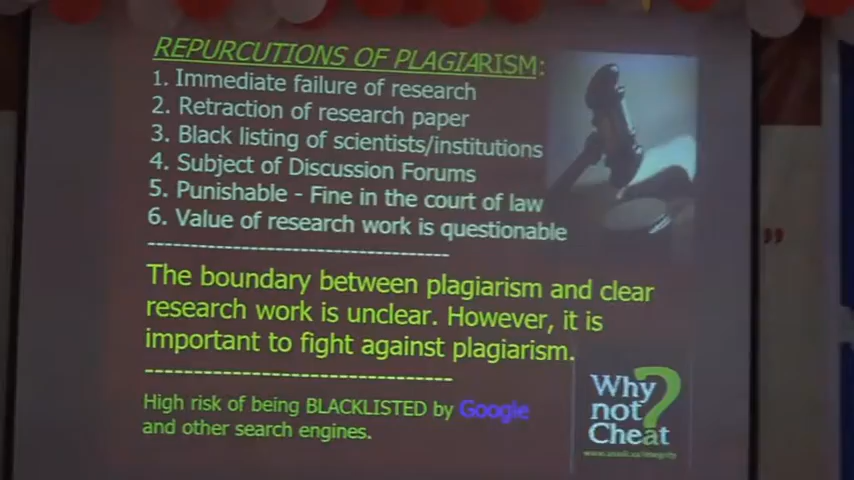 REPURCUTIONS OF PLAGIARISM:
1. Immediate failure of research
2. Retraction of research paper
3. Black listing of scientists/institutions
4. Subject of Discussion Forums
5. Punishable - Fine in the court of law
6. Value of research work is questionable
-----------------------------------
The boundary between plagiarism and clear
research work is unclear. However, it is
important to fight against plagiarism.
-----------------------------------
High risk of being BLACKLISTED by Google
and other search engines.
Why
not ?
Cheat